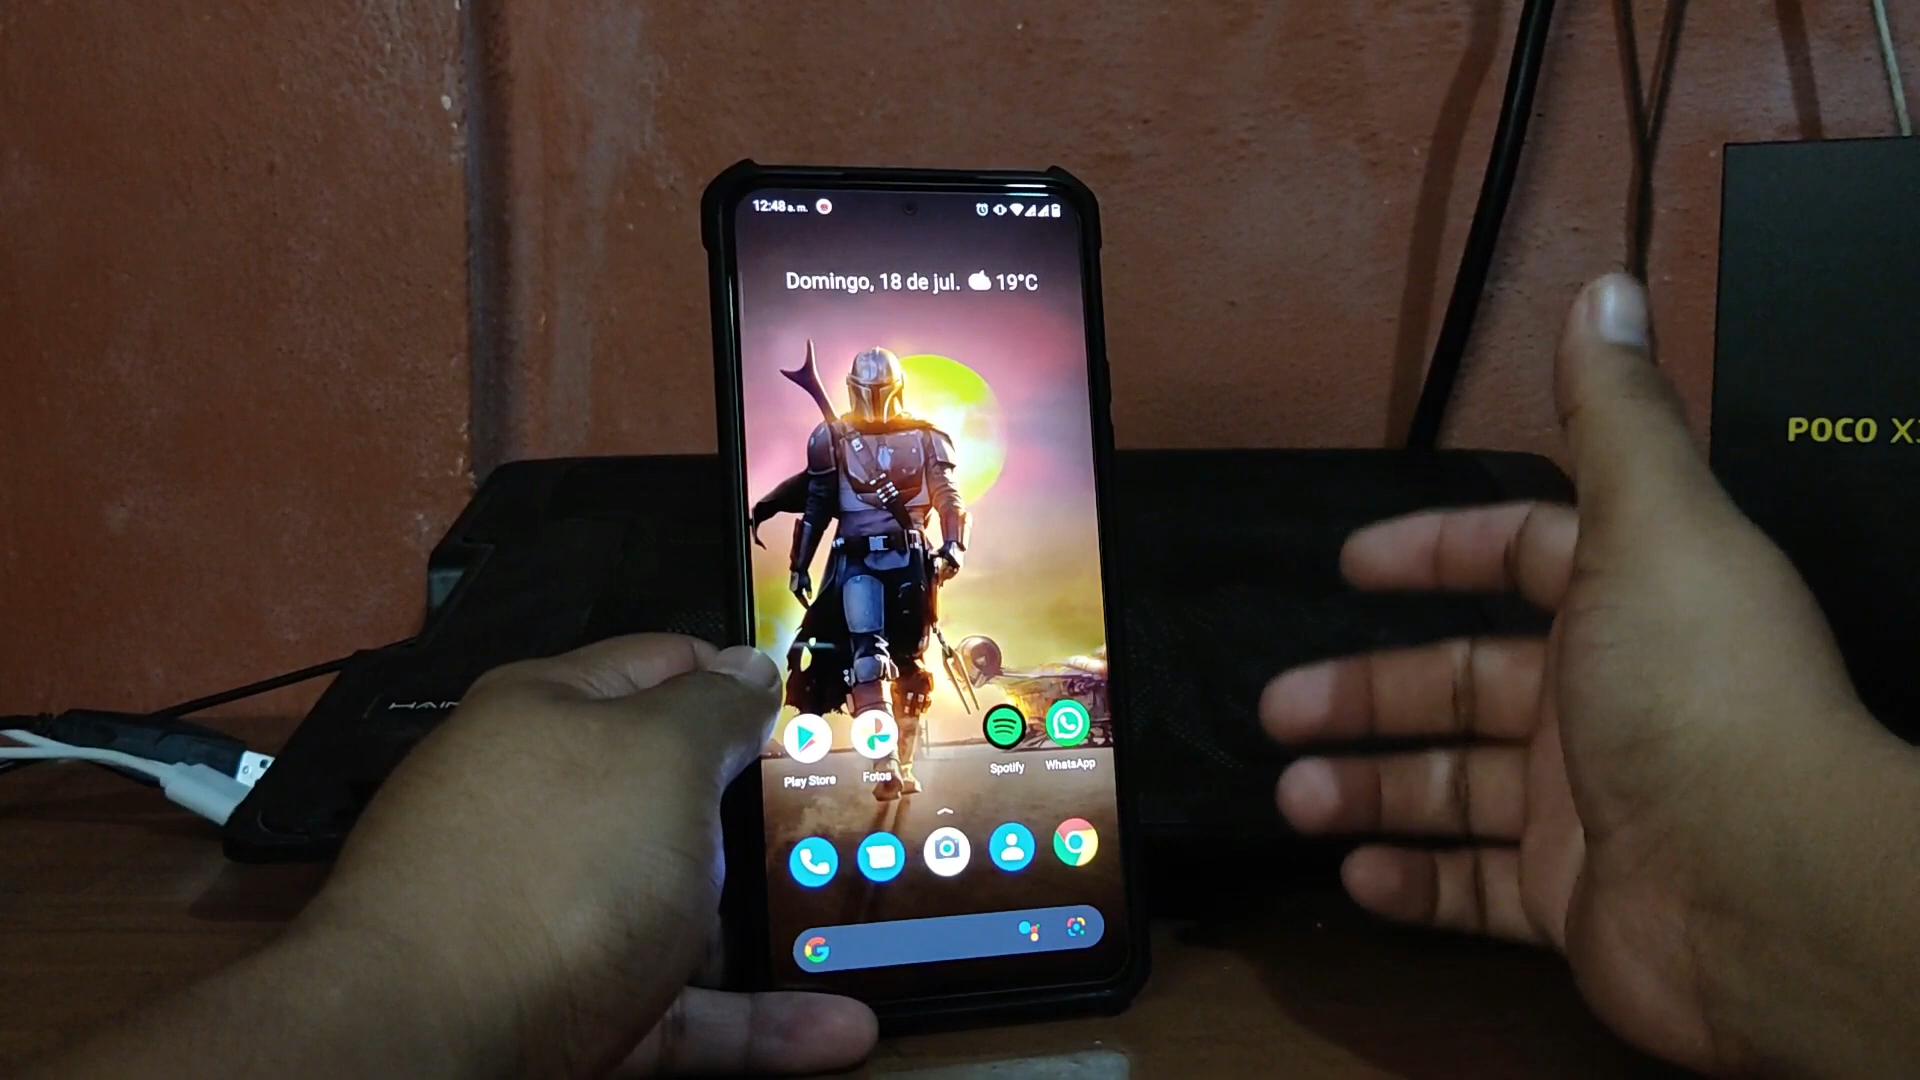 12:48 a. m.
Domingo, 18 de jul. 19°C
Play Store
Fotos
Spotify
WhatsApp
POCO